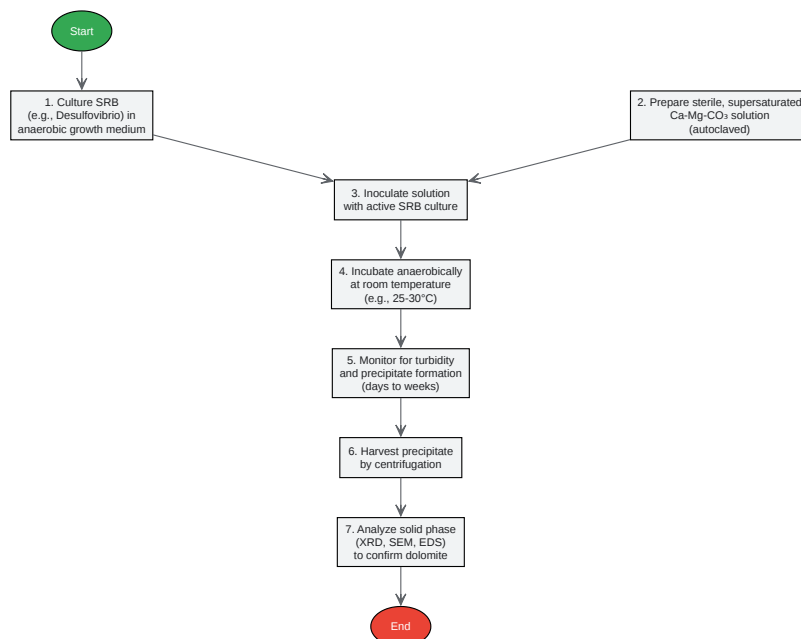 Start
1. Culture SRB
(e.g., Desulfovibrio) in
anaerobic growth medium
2. Prepare sterile, supersaturated
Ca-Mg-CO₃ solution
(autoclaved)
3. Inoculate solution
with active SRB culture
4. Incubate anaerobically
at room temperature
(e.g., 25-30°C)
5. Monitor for turbidity
and precipitate formation
(days to weeks)
6. Harvest precipitate
by centrifugation
7. Analyze solid phase
(XRD, SEM, EDS)
to confirm dolomite
End